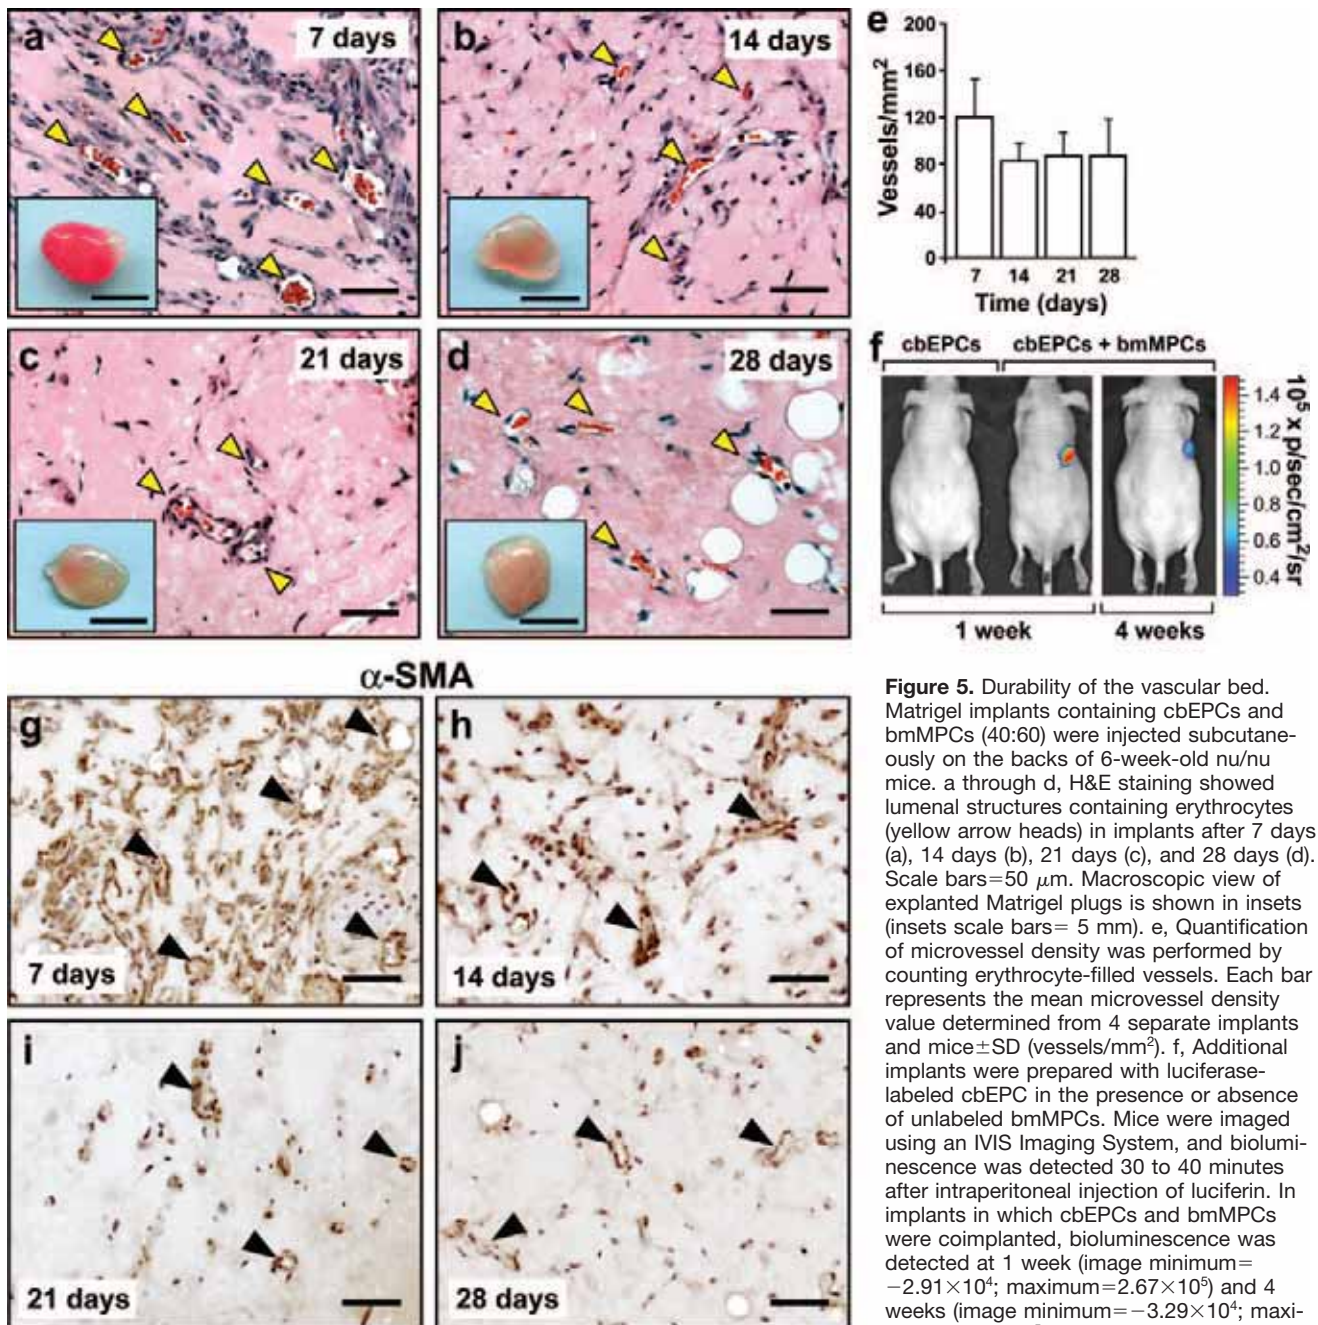 a
7 days
b
14 days
c
21 days
d
28 days
e
Vessels/mm²
200
160
120
80
40
0
7 14 21 28
Time (days)
f
cbEPCs cbEPCs + bmMPCs
1.4
1.2
1.0
0.8
0.6
0.4
10⁵ x p/sec/cm²/sr
1 week 4 weeks
α-SMA
g
7 days
h
14 days
i
21 days
j
28 days
Figure 5. Durability of the vascular bed.
Matrigel implants containing cbEPCs and
bmMPCs (40:60) were injected subcutane-
ously on the backs of 6-week-old nu/nu
mice. a through d, H&E staining showed
lumenal structures containing erythrocytes
(yellow arrow heads) in implants after 7 days
(a), 14 days (b), 21 days (c), and 28 days (d).
Scale bars=50 μm. Macroscopic view of
explanted Matrigel plugs is shown in insets
(insets scale bars= 5 mm). e, Quantification
of microvessel density was performed by
counting erythrocyte-filled vessels. Each bar
represents the mean microvessel density
value determined from 4 separate implants
and mice±SD (vessels/mm²). f, Additional
implants were prepared with luciferase-
labeled cbEPC in the presence or absence
of unlabeled bmMPCs. Mice were imaged
using an IVIS Imaging System, and biolumi-
nescence was detected 30 to 40 minutes
after intraperitoneal injection of luciferin. In
implants in which cbEPCs and bmMPCs
were coimplanted, bioluminescence was
detected at 1 week (image minimum=
−2.91×10⁴; maximum=2.67×10⁵) and 4
weeks (image minimum=−3.29×10⁴; maxi-